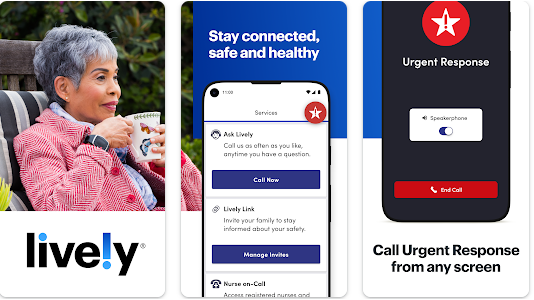 lively®
Stay connected,
safe and healthy
11:00
Services
Ask Lively
Call us as often as you like,
anytime you have a question.
Call Now
Lively Link
Invite your family to stay
informed about your safety.
Manage Invites
Nurse on-Call
Access registered nurses and
Urgent Response
Speakerphone
End Call
Call Urgent Response
from any screen